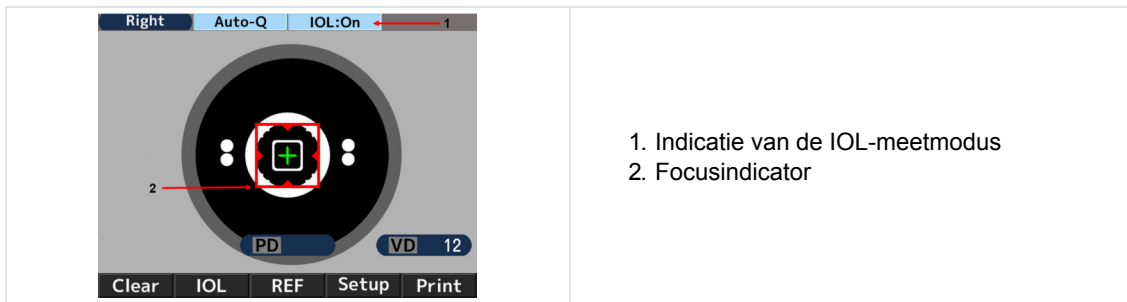 Right Auto-Q IOL:On 1
2
PD VD 12
Clear IOL REF Setup Print
1. Indicatie van de IOL-meetmodus
2. Focusindicator